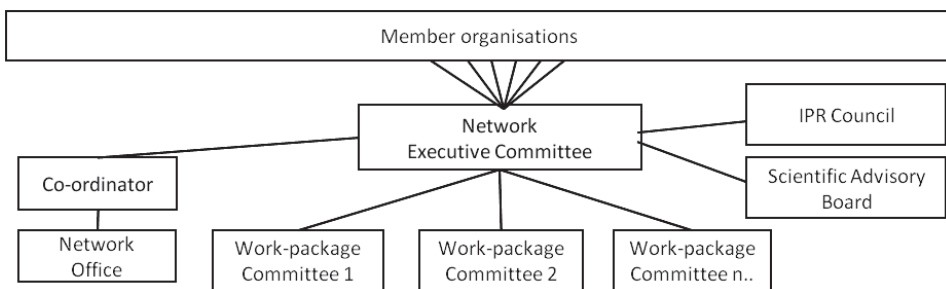 Member organisations
Network
Executive Committee
IPR Council
Co-ordinator
Scientific Advisory
Board
Network
Office
Work-package
Committee 1
Work-package
Committee 2
Work-package
Committee n..